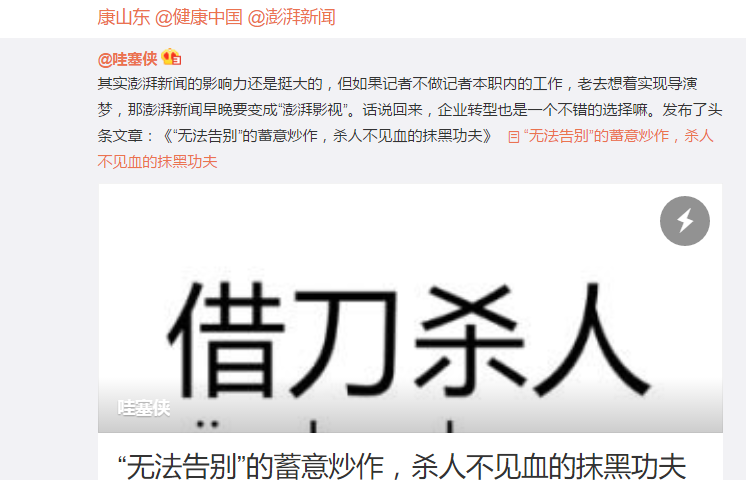 康山东 @健康中国 @澎湃新闻
@哇塞侠
其实澎湃新闻的影响力还是挺大的，但如果记者不做记者本职内的工作，老去想着实现导演
梦，那澎湃新闻早晚要变成“澎湃影视”。话说回来，企业转型也是一个不错的选择嘛。发布了头
条文章：《“无法告别”的蓄意炒作，杀人不见血的抹黑功夫》 “无法告别”的蓄意炒作，杀人
不见血的抹黑功夫
借刀杀人
哇塞侠
“无法告别”的蓄意炒作，杀人不见血的抹黑功夫